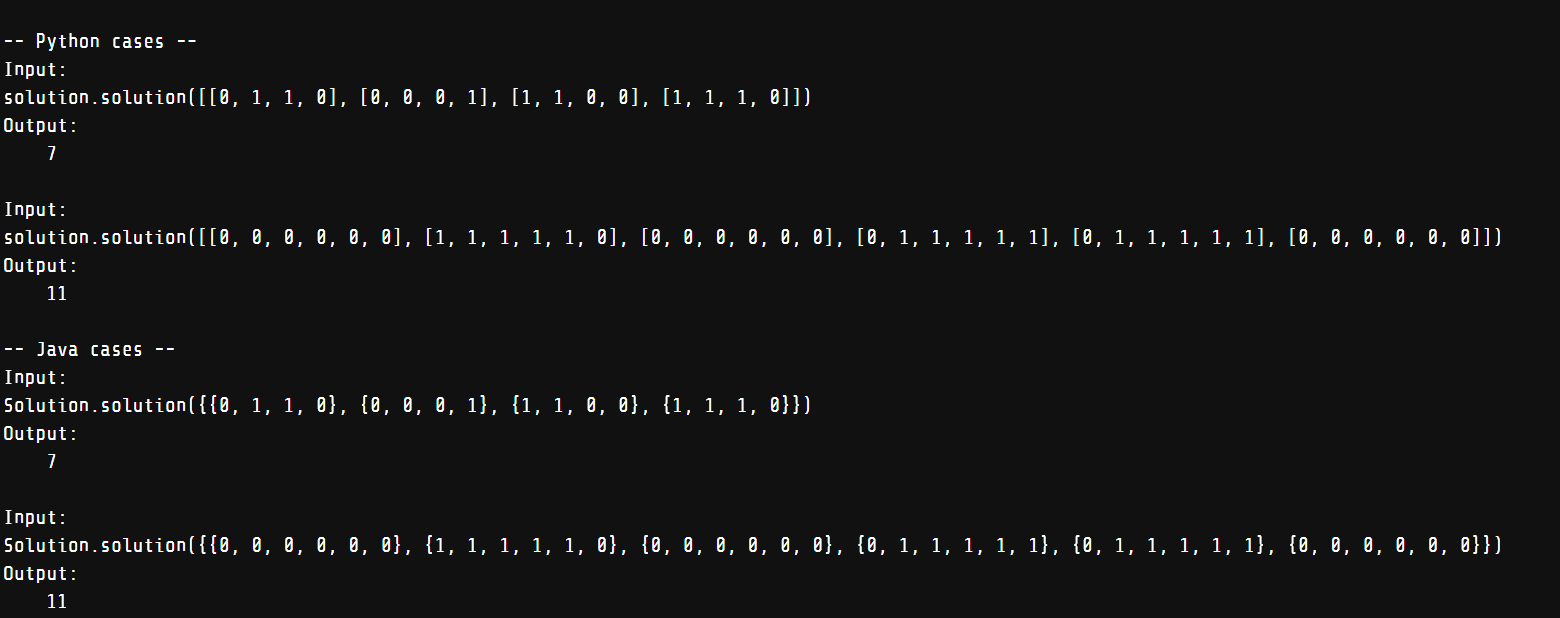 -- Python cases --
Input:
solution.solution([[0, 1, 1, 0], [0, 0, 0, 1], [1, 1, 0, 0], [1, 1, 1, 0]])
Output:
    7
Input:
solution.solution([[0, 0, 0, 0, 0, 0], [1, 1, 1, 1, 1, 0], [0, 0, 0, 0, 0, 0], [0, 1, 1, 1, 1, 1], [0, 1, 1, 1, 1, 1], [0, 0, 0, 0, 0, 0]])
Output:
    11
-- Java cases --
Input:
Solution.solution({{0, 1, 1, 0}, {0, 0, 0, 1}, {1, 1, 0, 0}, {1, 1, 1, 0}})
Output:
    7
Input:
Solution.solution({{0, 0, 0, 0, 0, 0}, {1, 1, 1, 1, 1, 0}, {0, 0, 0, 0, 0, 0}, {0, 1, 1, 1, 1, 1}, {0, 1, 1, 1, 1, 1}, {0, 0, 0, 0, 0, 0}})
Output:
    11